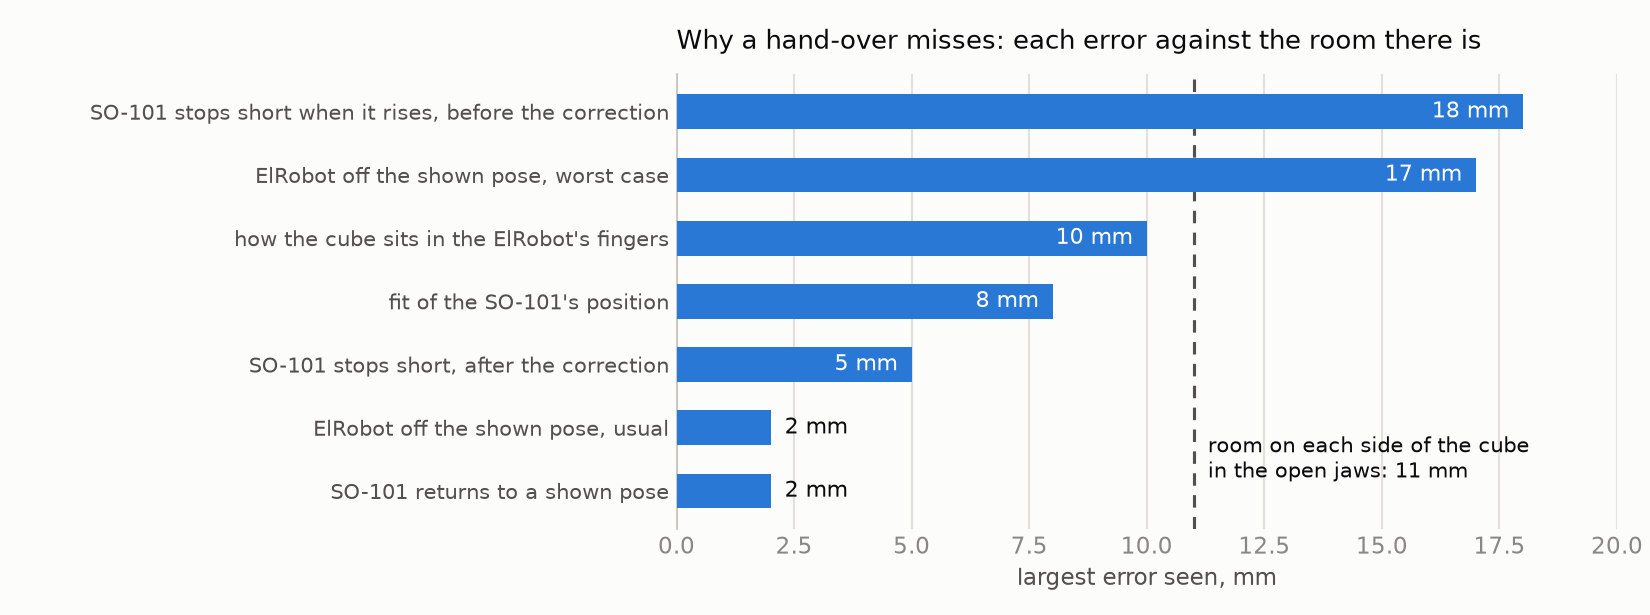 Why a hand-over misses: each error against the room there is
SO-101 stops short when it rises, before the correction
18 mm
ElRobot off the shown pose, worst case
17 mm
how the cube sits in the ElRobot's fingers
10 mm
fit of the SO-101's position
8 mm
SO-101 stops short, after the correction
5 mm
ElRobot off the shown pose, usual
2 mm
room on each side of the cube
in the open jaws: 11 mm
SO-101 returns to a shown pose
2 mm
0.0 2.5 5.0 7.5 10.0 12.5 15.0 17.5 20.0
largest error seen, mm